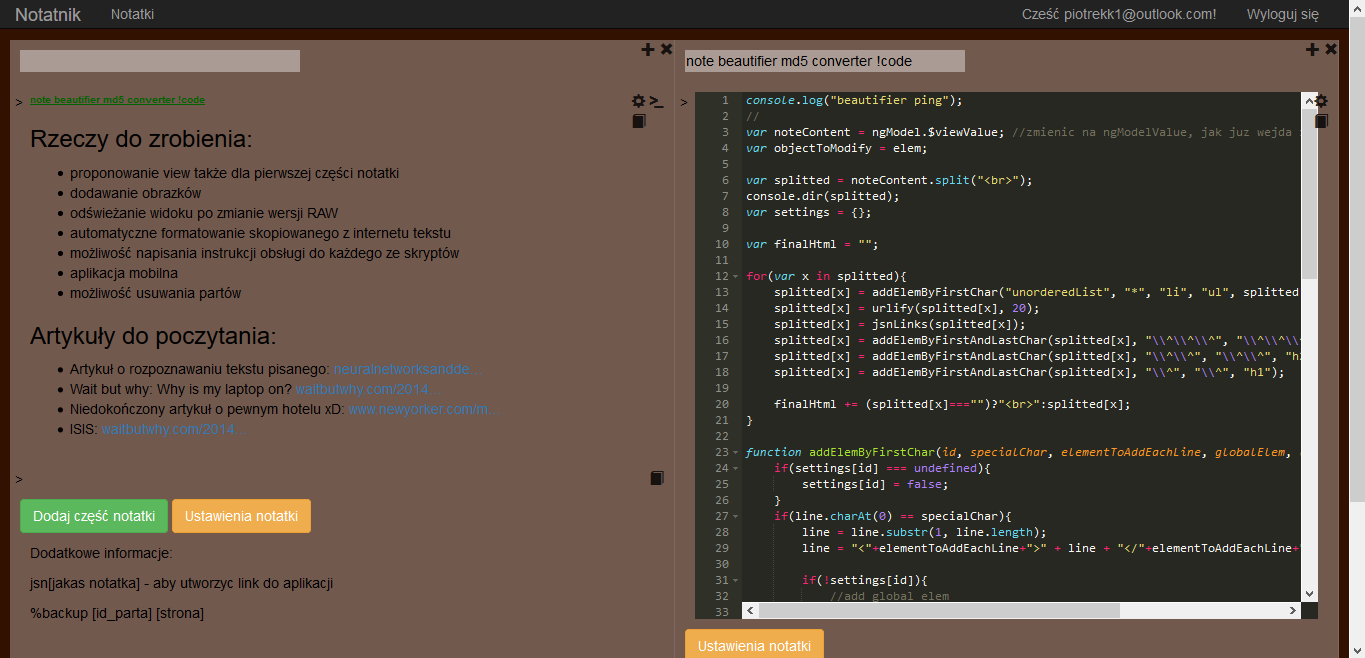 Notatnik Notatki Cześć piotrekk1@outlook.com! Wyloguj się
> note beautifier md5 converter !code
Rzeczy do zrobienia:
proponowanie view także dla pierwszej części notatki
dodawanie obrazków
odświeżanie widoku po zmianie wersji RAW
automatyczne formatowanie skopiowanego z internetu tekstu
możliwość napisania instrukcji obsługi do każdego ze skryptów
aplikacja mobilna
możliwość usuwania partów
Artykuły do poczytania:
Artykuł o rozpoznawaniu tekstu pisanego: neuralnetworksandde...
Wait but why: Why is my laptop on? waitbutwhy.com/2014...
Niedokończony artykuł o pewnym hotelu xD: www.newyorker.com/m...
ISIS: waitbutwhy.com/2014...
>
Dodaj część notatki Ustawienia notatki
Dodatkowe informacje:
jsn[jakas notatka] - aby utworzyc link do aplikacji
%backup [id_parta] [strona]
note beautifier md5 converter !code
>
1 console.log("beautifier ping");
2 //
3 var noteContent = ngModel.$viewValue; //zmienic na ngModelValue, jak juz wejda
4 var objectToModify = elem;
5
6 var splitted = noteContent.split("<br>");
7 console.dir(splitted);
8 var settings = {};
9
10 var finalHtml = "";
11
12 for(var x in splitted){
13 splitted[x] = addElemByFirstChar("unorderedList", "*", "li", "ul", splitted
14 splitted[x] = urlify(splitted[x], 20);
15 splitted[x] = jsnLinks(splitted[x]);
16 splitted[x] = addElemByFirstAndLastChar(splitted[x], "\\^\\^\\^", "\\^\\^\\
17 splitted[x] = addElemByFirstAndLastChar(splitted[x], "\\^\\^", "\\^\\^", "h
18 splitted[x] = addElemByFirstAndLastChar(splitted[x], "\\^", "\\^", "h1");
19
20 finalHtml += (splitted[x]==="")?"<br>":splitted[x];
21 }
22
23 function addElemByFirstChar(id, specialChar, elementToAddEachLine, globalElem,
24 if(settings[id] === undefined){
25 settings[id] = false;
26 }
27 if(line.charAt(0) == specialChar){
28 line = line.substr(1, line.length);
29 line = "<"+elementToAddEachLine+">" + line + "</"+elementToAddEachLine+"
30
31 if(!settings[id]){
32 //add global elem
33
Ustawienia notatki